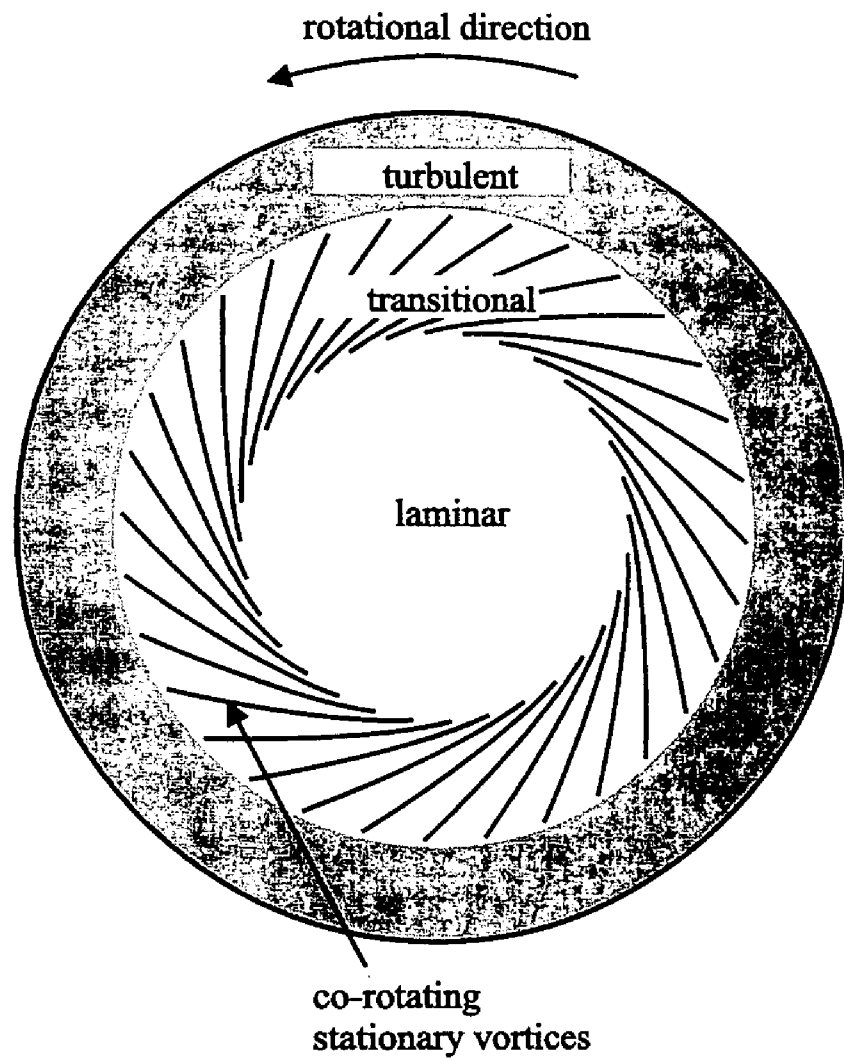 rotational direction
turbulent
transitional
laminar
co-rotating
stationary vortices